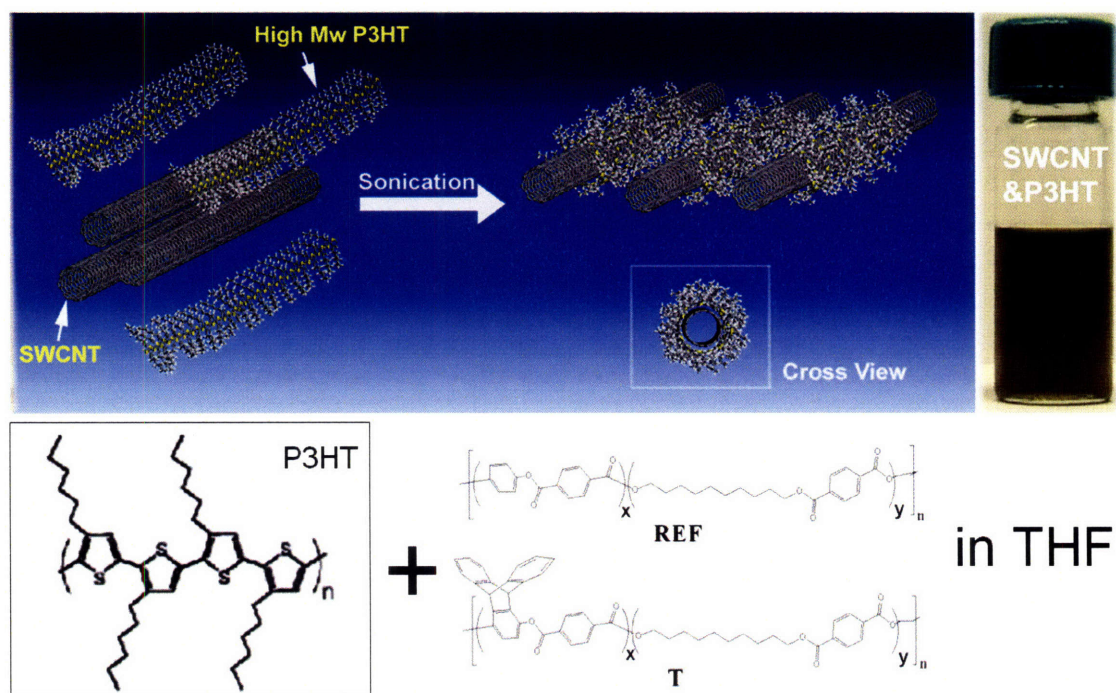 High Mw P3HT
Sonication
SWCNT
Cross View
SWCNT
&P3HT
P3HT
S
S
S
S
n
+
O
O
O
x
O
O
O
O
y
n
REF
in THF
O
O
O
x
O
O
O
O
y
n
T